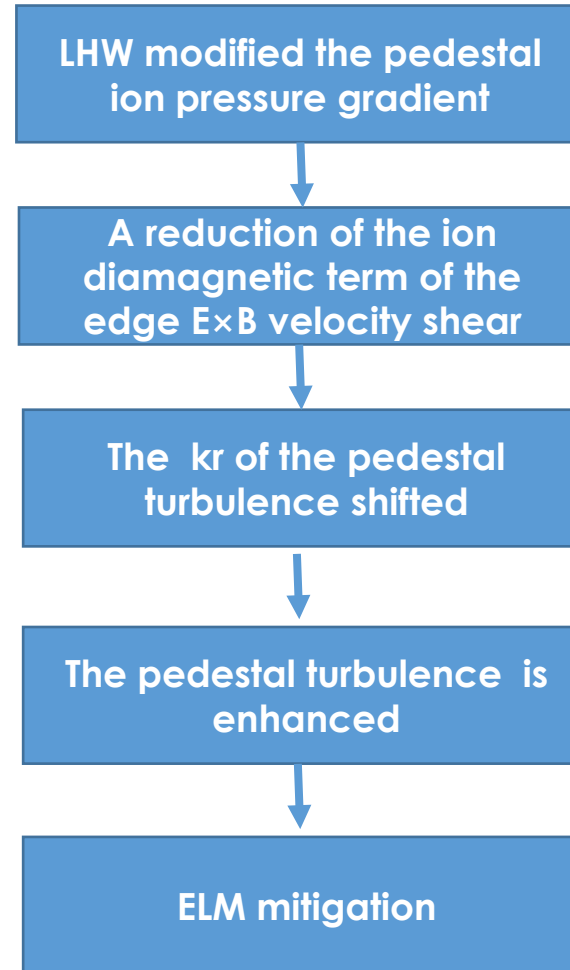 LHW modified the pedestal
ion pressure gradient
A reduction of the ion
diamagnetic term of the
edge E×B velocity shear
The kr of the pedestal
turbulence shifted
The pedestal turbulence is
enhanced
ELM mitigation